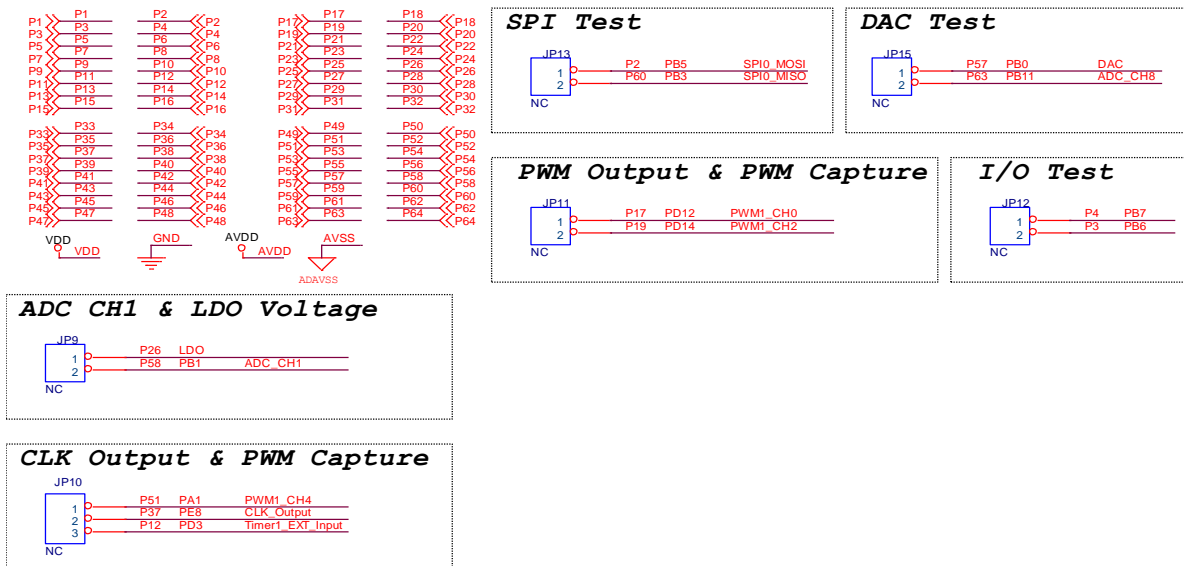 P1 P1 P2 P2 P17 P17 P18 P18
P3 P3 P4 P4 P19 P19 P20 P20
P5 P5 P6 P6 P21 P21 P22 P22
P7 P7 P8 P8 P23 P23 P24 P24
P9 P9 P10 P10 P25 P25 P26 P26
P11 P11 P12 P12 P27 P27 P28 P28
P13 P13 P14 P14 P29 P29 P30 P30
P15 P15 P16 P16 P31 P31 P32 P32
P33 P33 P34 P34 P49 P49 P50 P50
P35 P35 P36 P36 P51 P51 P52 P52
P37 P37 P38 P38 P53 P53 P54 P54
P39 P39 P40 P40 P55 P55 P56 P56
P41 P41 P42 P42 P57 P57 P58 P58
P43 P43 P44 P44 P59 P59 P60 P60
P45 P45 P46 P46 P61 P61 P62 P62
P47 P47 P48 P48 P63 P63 P64 P64
VDD VDD GND AVDD AVDD AVSS
ADAVSS
SPI Test
JP13
1 P2 PB5 SPI0_MOSI
2 P60 PB3 SPI0_MISO
NC
DAC Test
JP15
1 P57 PB0 DAC
2 P63 PB11 ADC_CH8
NC
PWM Output & PWM Capture
JP11
1 P17 PD12 PWM1_CH0
2 P19 PD14 PWM1_CH2
NC
I/O Test
JP12
1 P4 PB7
2 P3 PB6
NC
ADC CH1 & LDO Voltage
JP9
1 P26 LDO
2 P58 PB1 ADC_CH1
NC
CLK Output & PWM Capture
JP10
1 P51 PA1 PWM1_CH4
2 P37 PE8 CLK_Output
3 P12 PD3 Timer1_EXT_Input
NC